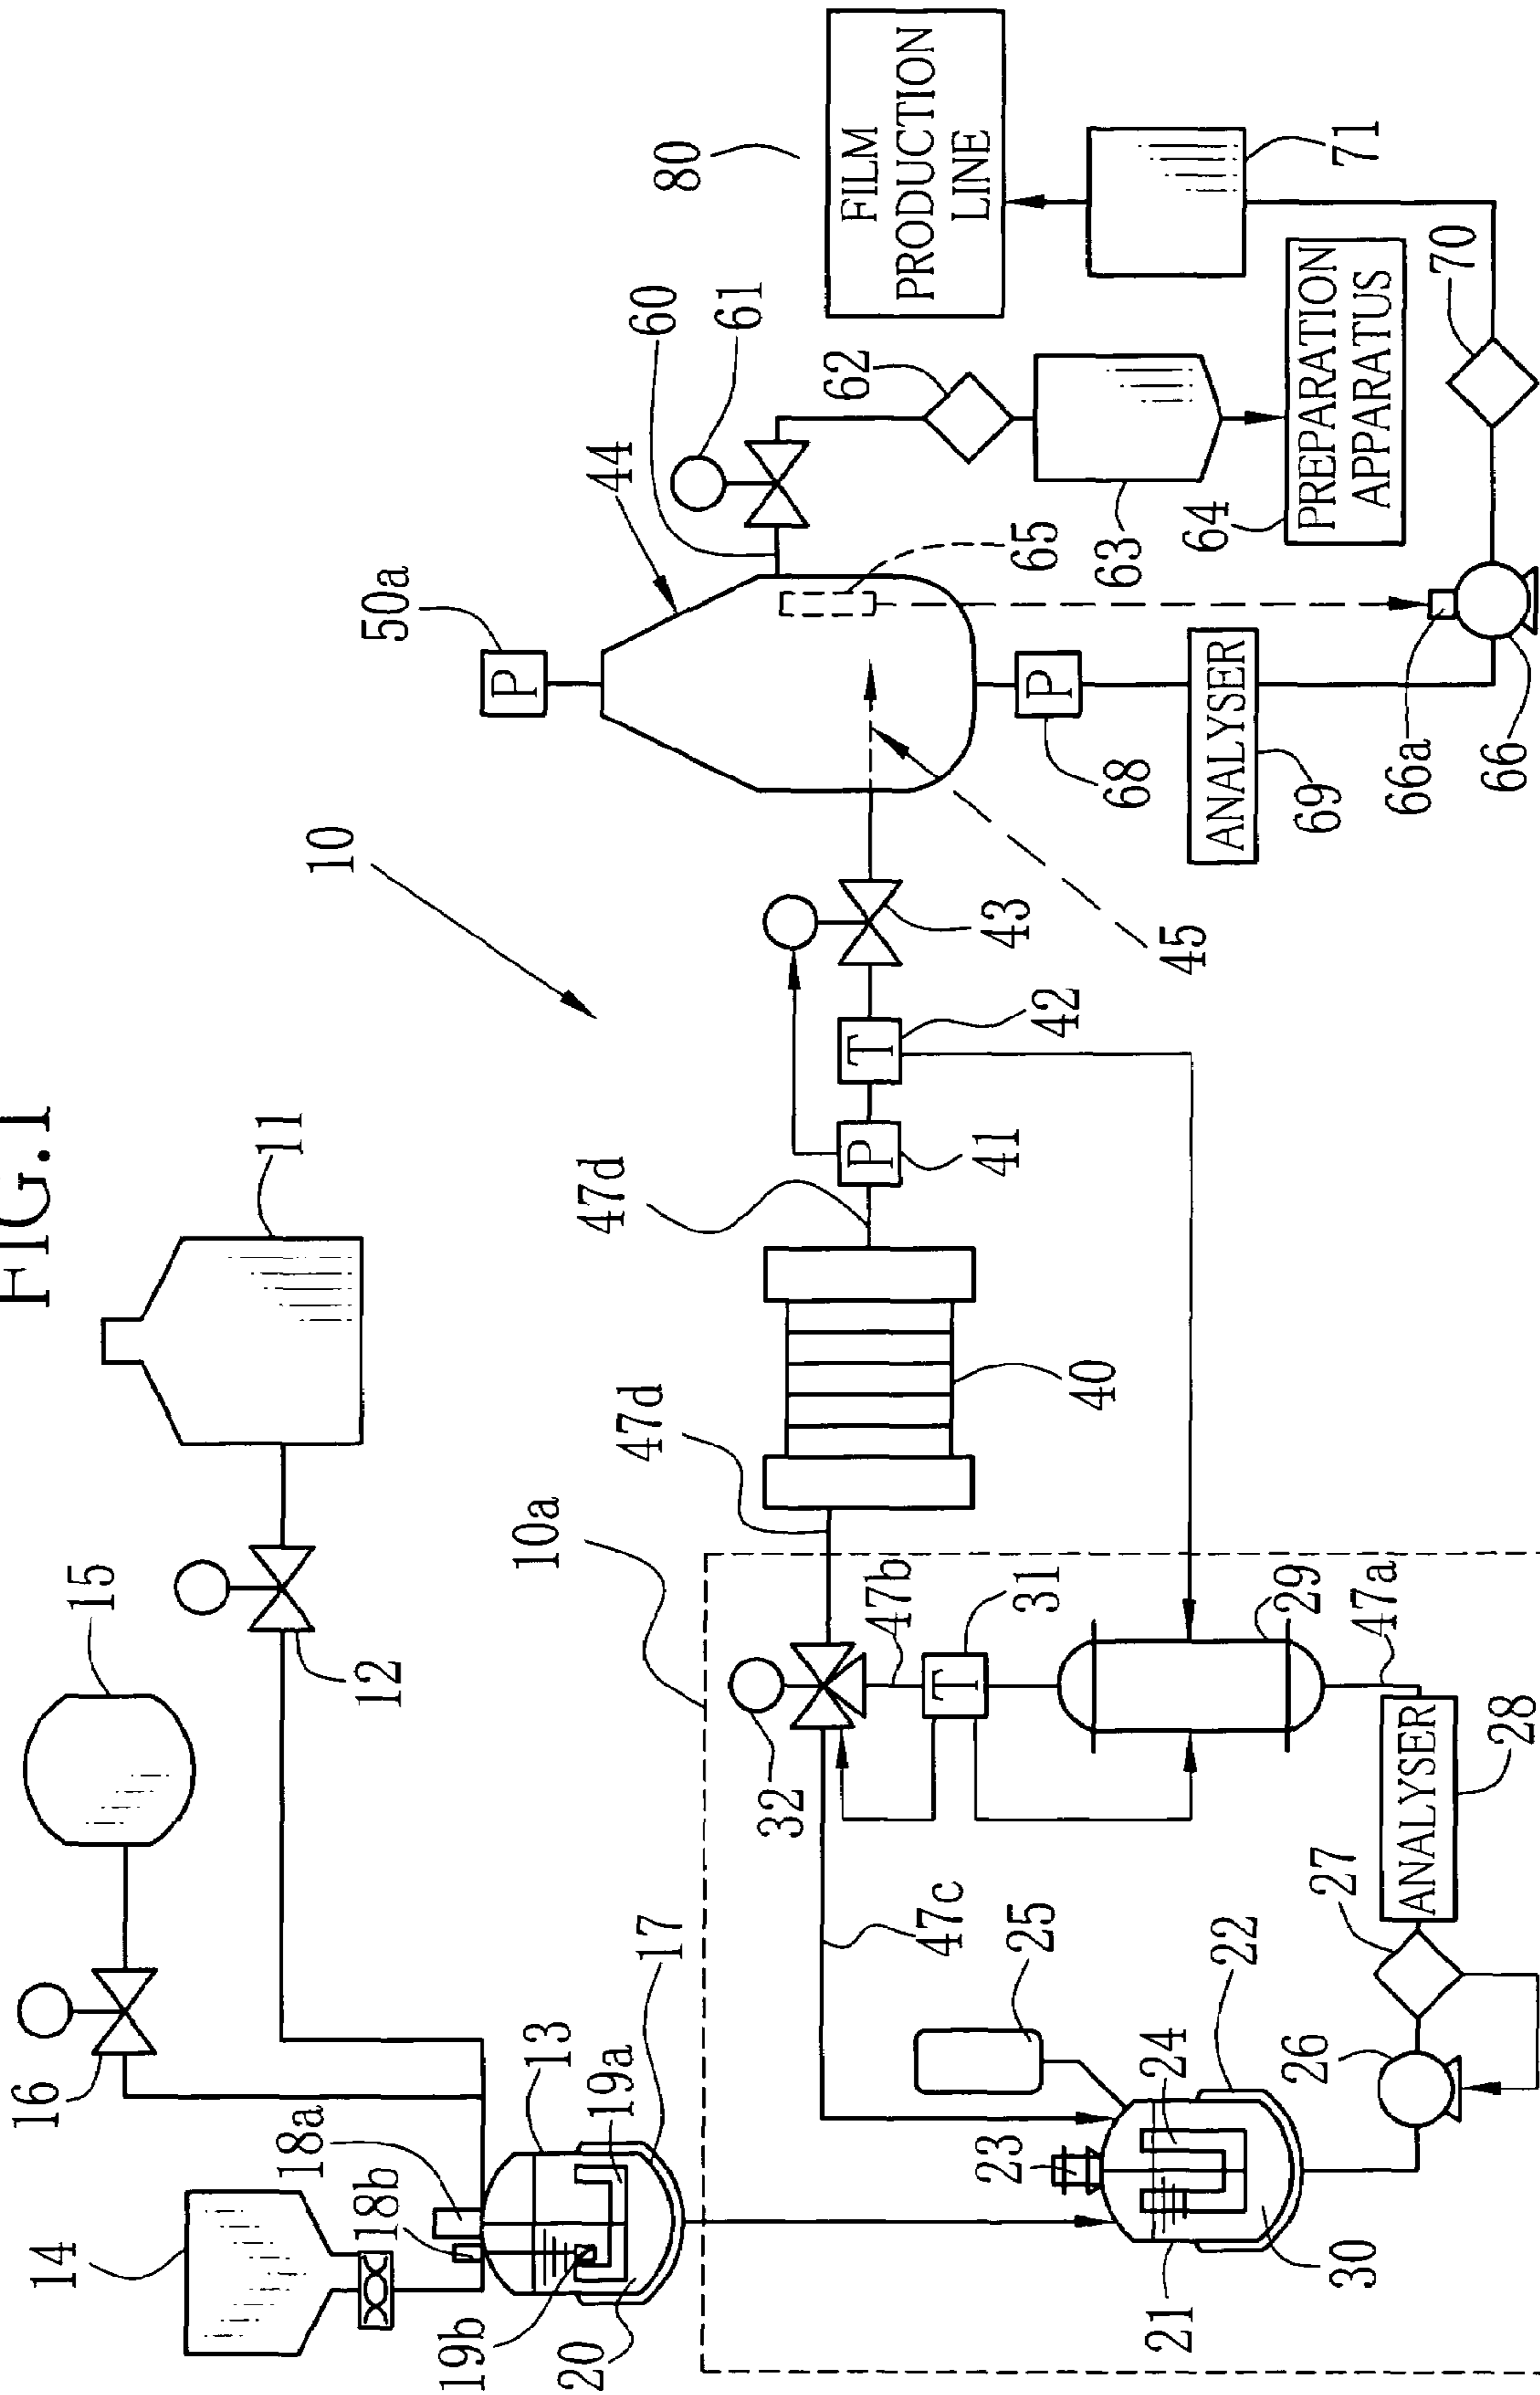 FIG.1
14
16
15
11
18b
18a
13
12
19b
19a
17
20
10
10a
47d
47d
50a
44
60
61
80
FILM
PRODUCTION
LINE
32
47b
P
T
41
42
43
P
62
47c
31
T
40
45
65
63
71
25
23
24
22
29
P
68
64
PREPARATION
APPARATUS
21
30
26
27
28
ANALYSER
47a
ANALYSER
69
66a
66
70